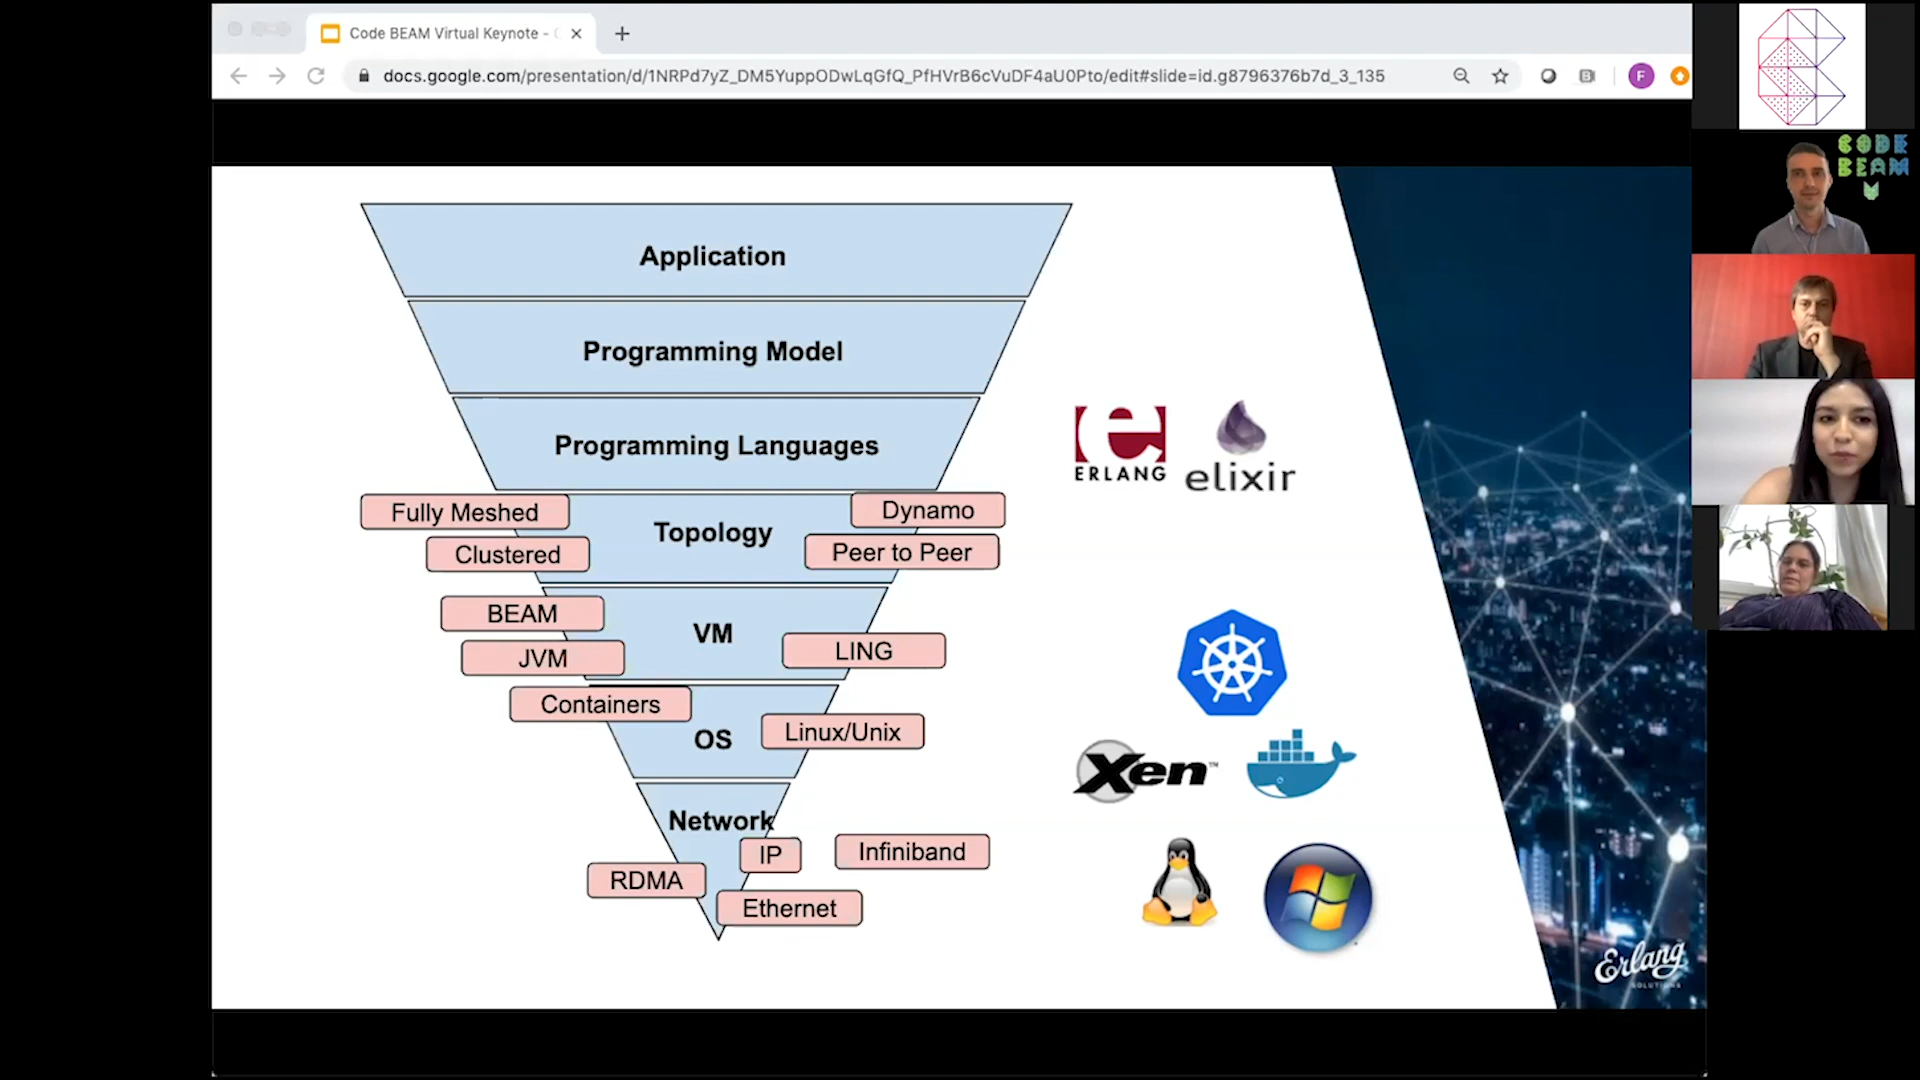 Code BEAM Virtual Keynote -
docs.google.com/presentation/d/1NRPd7yZ_DM5YuppODwLqGfQ_PfHVrB6cVuDF4aU0Pto/edit#slide=id.g8796376b7d_3_135
F
CODE
BEAM
V
Application
Programming Model
Programming Languages
ERLANG
elixir
Fully Meshed
Dynamo
Topology
Clustered
Peer to Peer
BEAM
VM
JVM
LING
Containers
OS
Linux/Unix
Xen™
Network
IP
Infiniband
RDMA
Ethernet
Erlang
SOLUTIONS